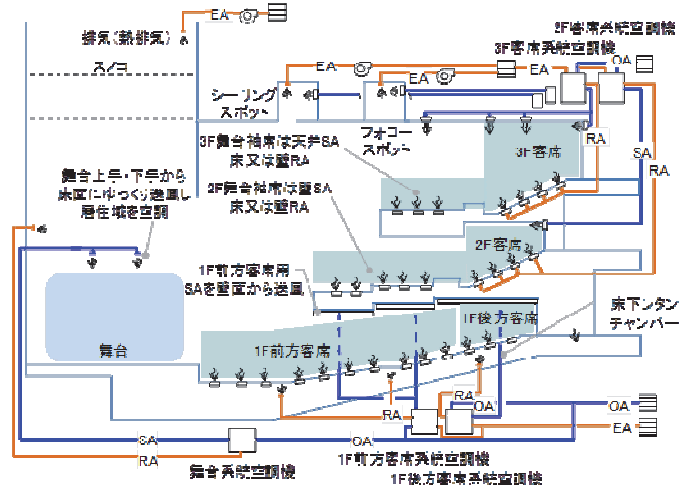 EA
排気(熱排気)
スノコ
2F客席系統空調機
3F客席系統空調機
OA
EA
EA
EA
シーリング
スポット
フォロー
スポット
RA
SA
RA
3F客席
3F舞台袖席は天井SA
床又は壁RA
2F舞台袖席は壁SA
床又は壁RA
舞台上手・下手から
床面にゆっくり送風し
居住域を空調
2F客席
1F前方客席用
SAを壁面から送風
1F後方客席
1F前方客席
床下レタン
チャンバー
舞台
RA
OA
RA
OA
EA
SA
OA
RA
舞台系統空調機
1F前方客席系統空調機
1F後方客席系統空調機